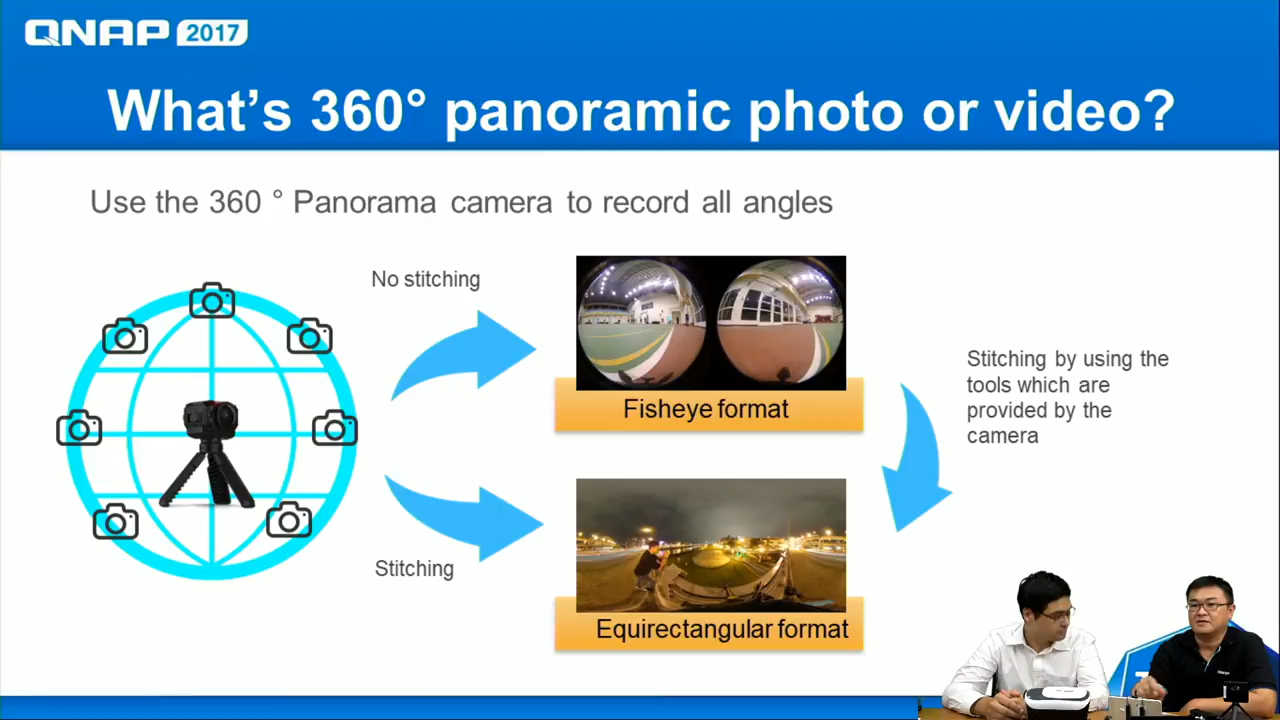 QNAP 2017
What's 360° panoramic photo or video?
Use the 360 ° Panorama camera to record all angles
No stitching
Fisheye format
Stitching by using the
tools which are
provided by the
camera
Stitching
Equirectangular format